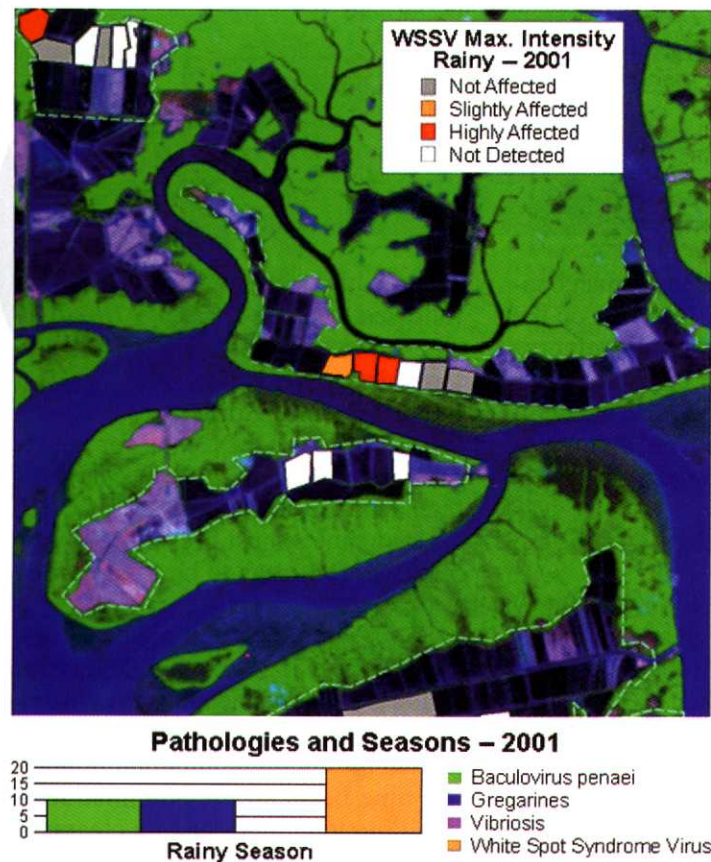 WSSV Max. Intensity
Rainy – 2001
Not Affected
Slightly Affected
Highly Affected
Not Detected
Pathologies and Seasons – 2001
20
15
10
5
0
Rainy Season
Baculovirus penaei
Gregarines
Vibriosis
White Spot Syndrome Virus